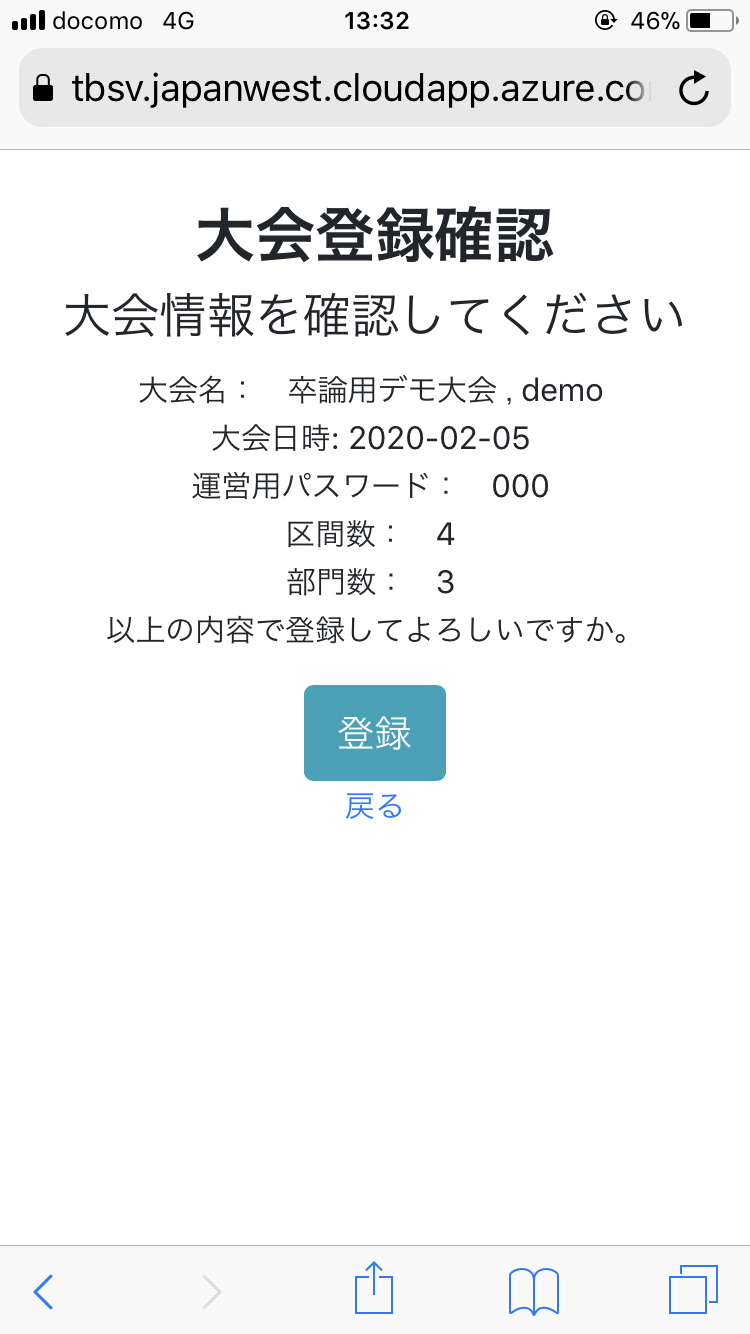 docomo 4G 13:32 46%
tbsv.japanwest.cloudapp.azure.co
大会登録確認
大会情報を確認してください
大会名： 卒論用デモ大会 , demo
大会日時: 2020-02-05
運営用パスワード： 000
区間数： 4
部門数： 3
以上の内容で登録してよろしいですか。
登録
戻る